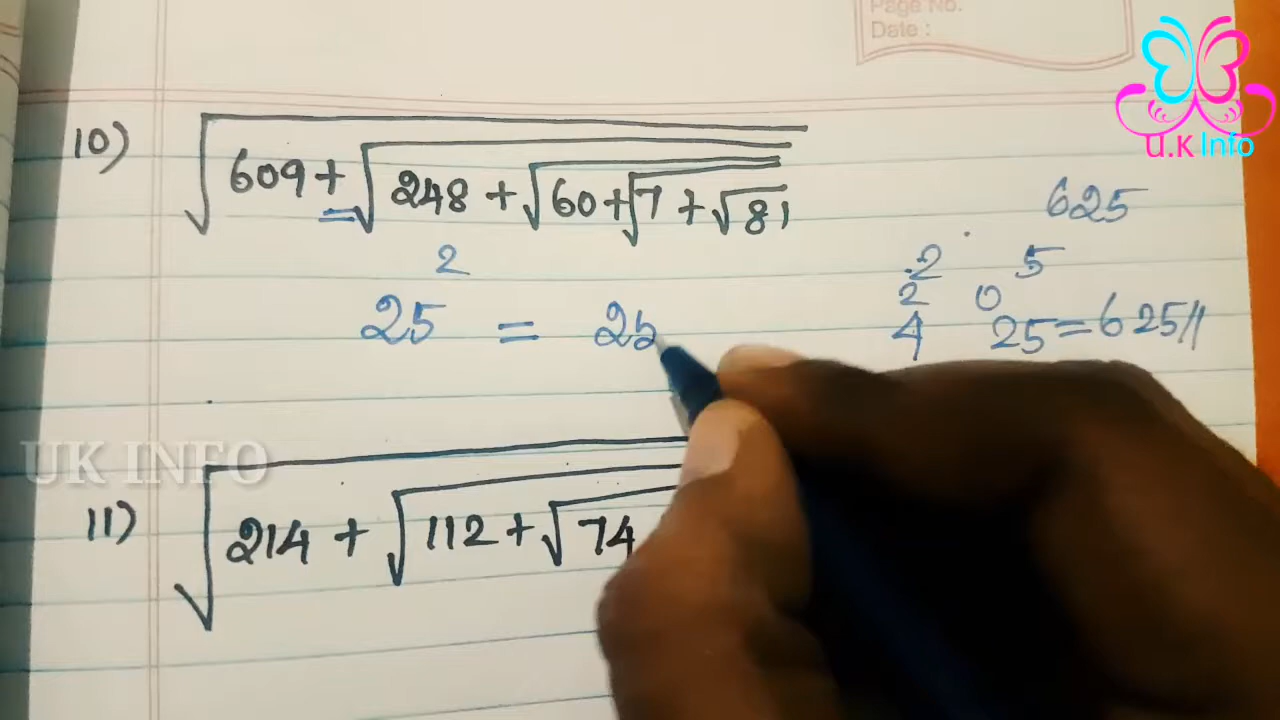 Page No.
Date :
U.K Info
10) √609 + √248 + √60 + √7 + √81
625
2
2 5
2 0
25 = 25
4 25 = 625//
UK INFO
11) √214 + √112 + √74